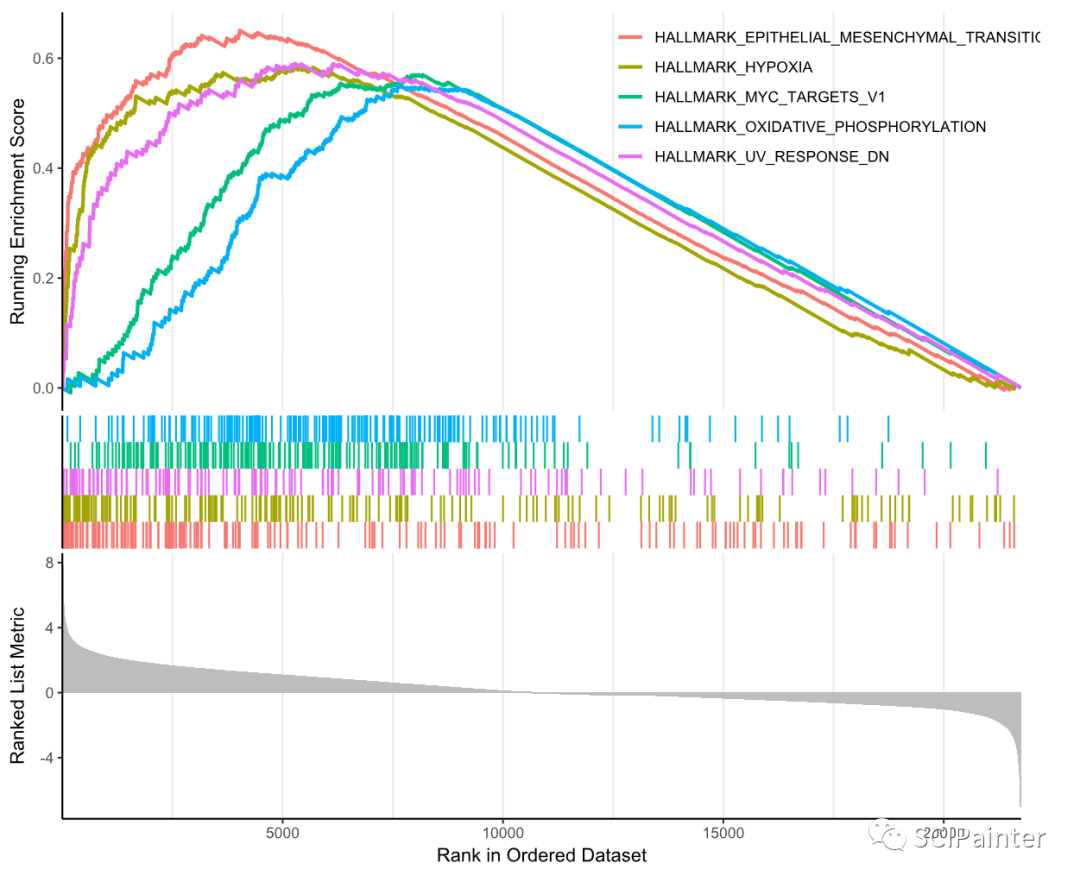 HALLMARK_EPITHELIAL_MESENCHYMAL_TRANSITIC
HALLMARK_HYPOXIA
HALLMARK_MYC_TARGETS_V1
HALLMARK_OXIDATIVE_PHOSPHORYLATION
HALLMARK_UV_RESPONSE_DN
Running Enrichment Score
0.6
0.4
0.2
0.0
Ranked List Metric
8
4
0
-4
5000
10000
15000
20000
Rank in Ordered Dataset
SCIPainter